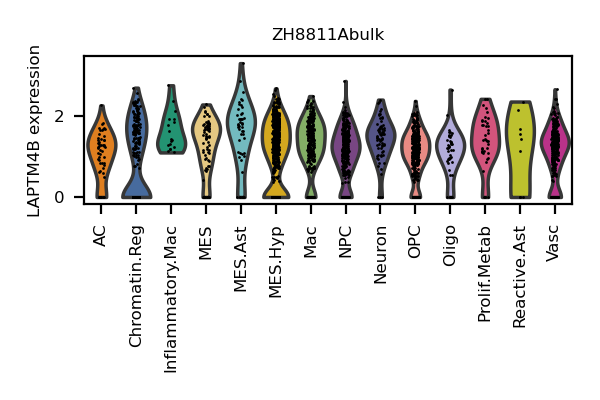 ZH8811Abulk
LAPTM4B expression
2
0
AC
Chromatin.Reg
Inflammatory.Mac
MES
MES.Ast
MES.Hyp
Mac
NPC
Neuron
OPC
Oligo
Prolif.Metab
Reactive.Ast
Vasc